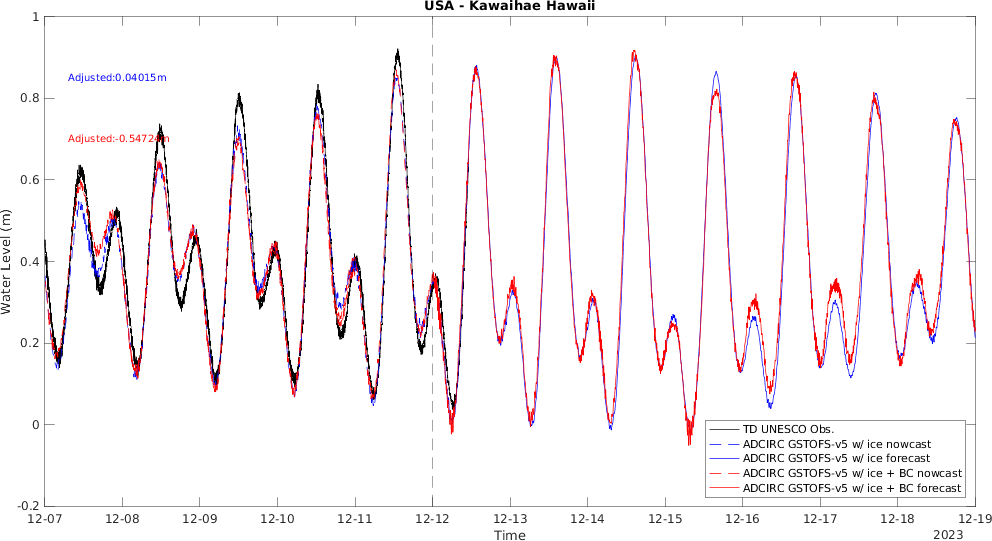 USA - Kawaihae Hawaii
1
0.8
0.6
0.4
0.2
0
-0.2
Water Level (m)
Adjusted:0.04015m
Adjusted:-0.54724m
TD UNESCO Obs.
ADCIRC GSTOFS-v5 w/ ice nowcast
ADCIRC GSTOFS-v5 w/ ice forecast
ADCIRC GSTOFS-v5 w/ ice + BC nowcast
ADCIRC GSTOFS-v5 w/ ice + BC forecast
12-07 12-08 12-09 12-10 12-11 12-12 12-13 12-14 12-15 12-16 12-17 12-18 12-19
Time
2023